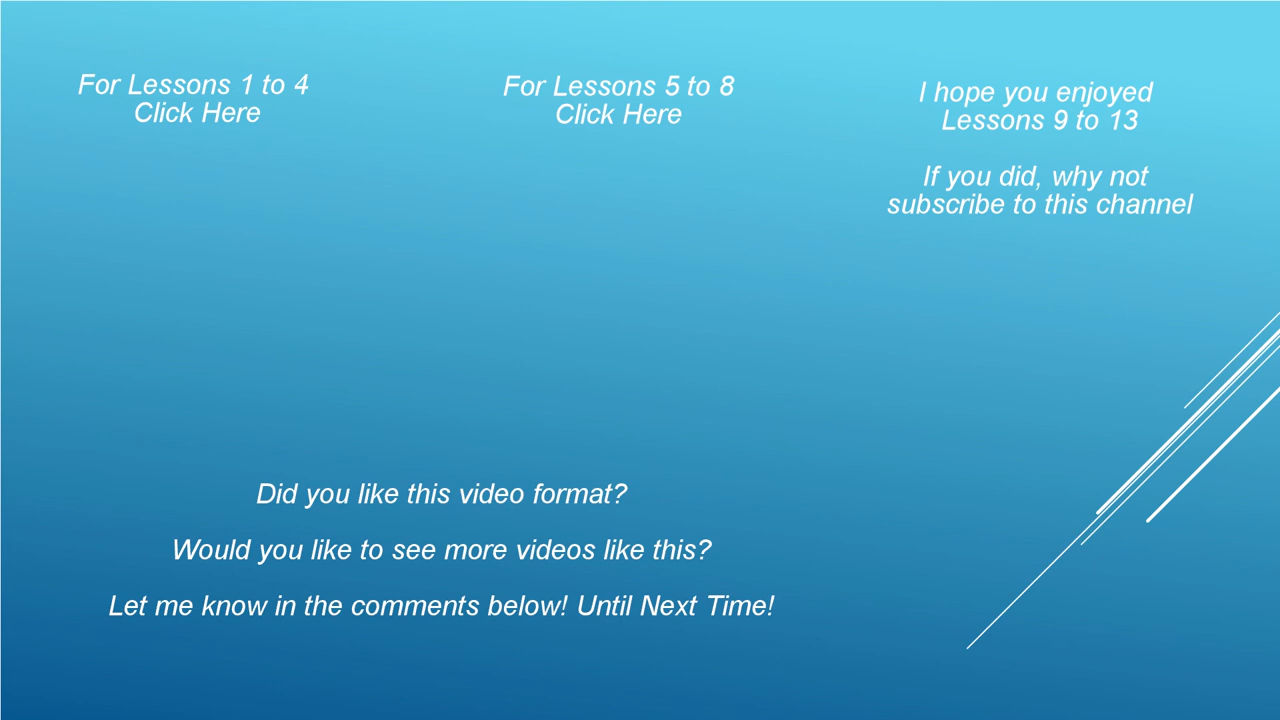 For Lessons 1 to 4
Click Here
For Lessons 5 to 8
Click Here
I hope you enjoyed
Lessons 9 to 13
If you did, why not
subscribe to this channel
Did you like this video format?
Would you like to see more videos like this?
Let me know in the comments below! Until Next Time!